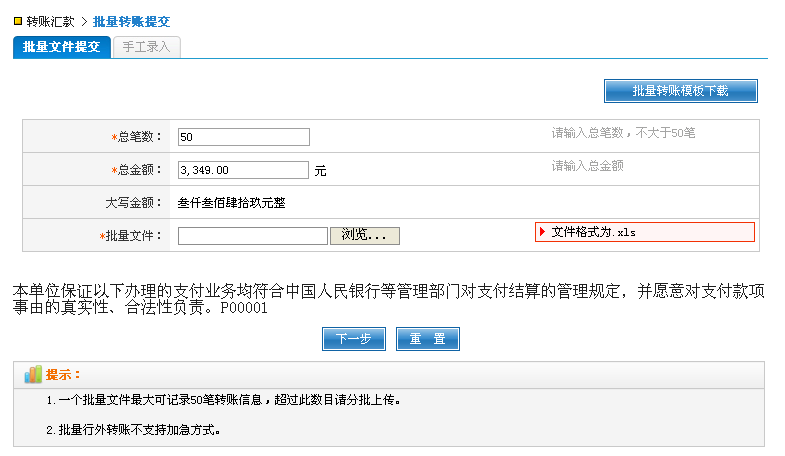 转账汇款 > 批量转账提交
批量文件提交 手工录入
批量转账模板下载
*总笔数： 50 请输入总笔数，不大于50笔
*总金额： 3,349.00 元 请输入总金额
大写金额： 叁仟叁佰肆拾玖元整
*批量文件： 浏览... 文件格式为.xls
本单位保证以下办理的支付业务均符合中国人民银行等管理部门对支付结算的管理规定，并愿意对支付款项
事由的真实性、合法性负责。P00001
下一步 重 置
提示：
1.一个批量文件最大可记录50笔转账信息，超过此数目请分批上传。
2.批量行外转账不支持加急方式。